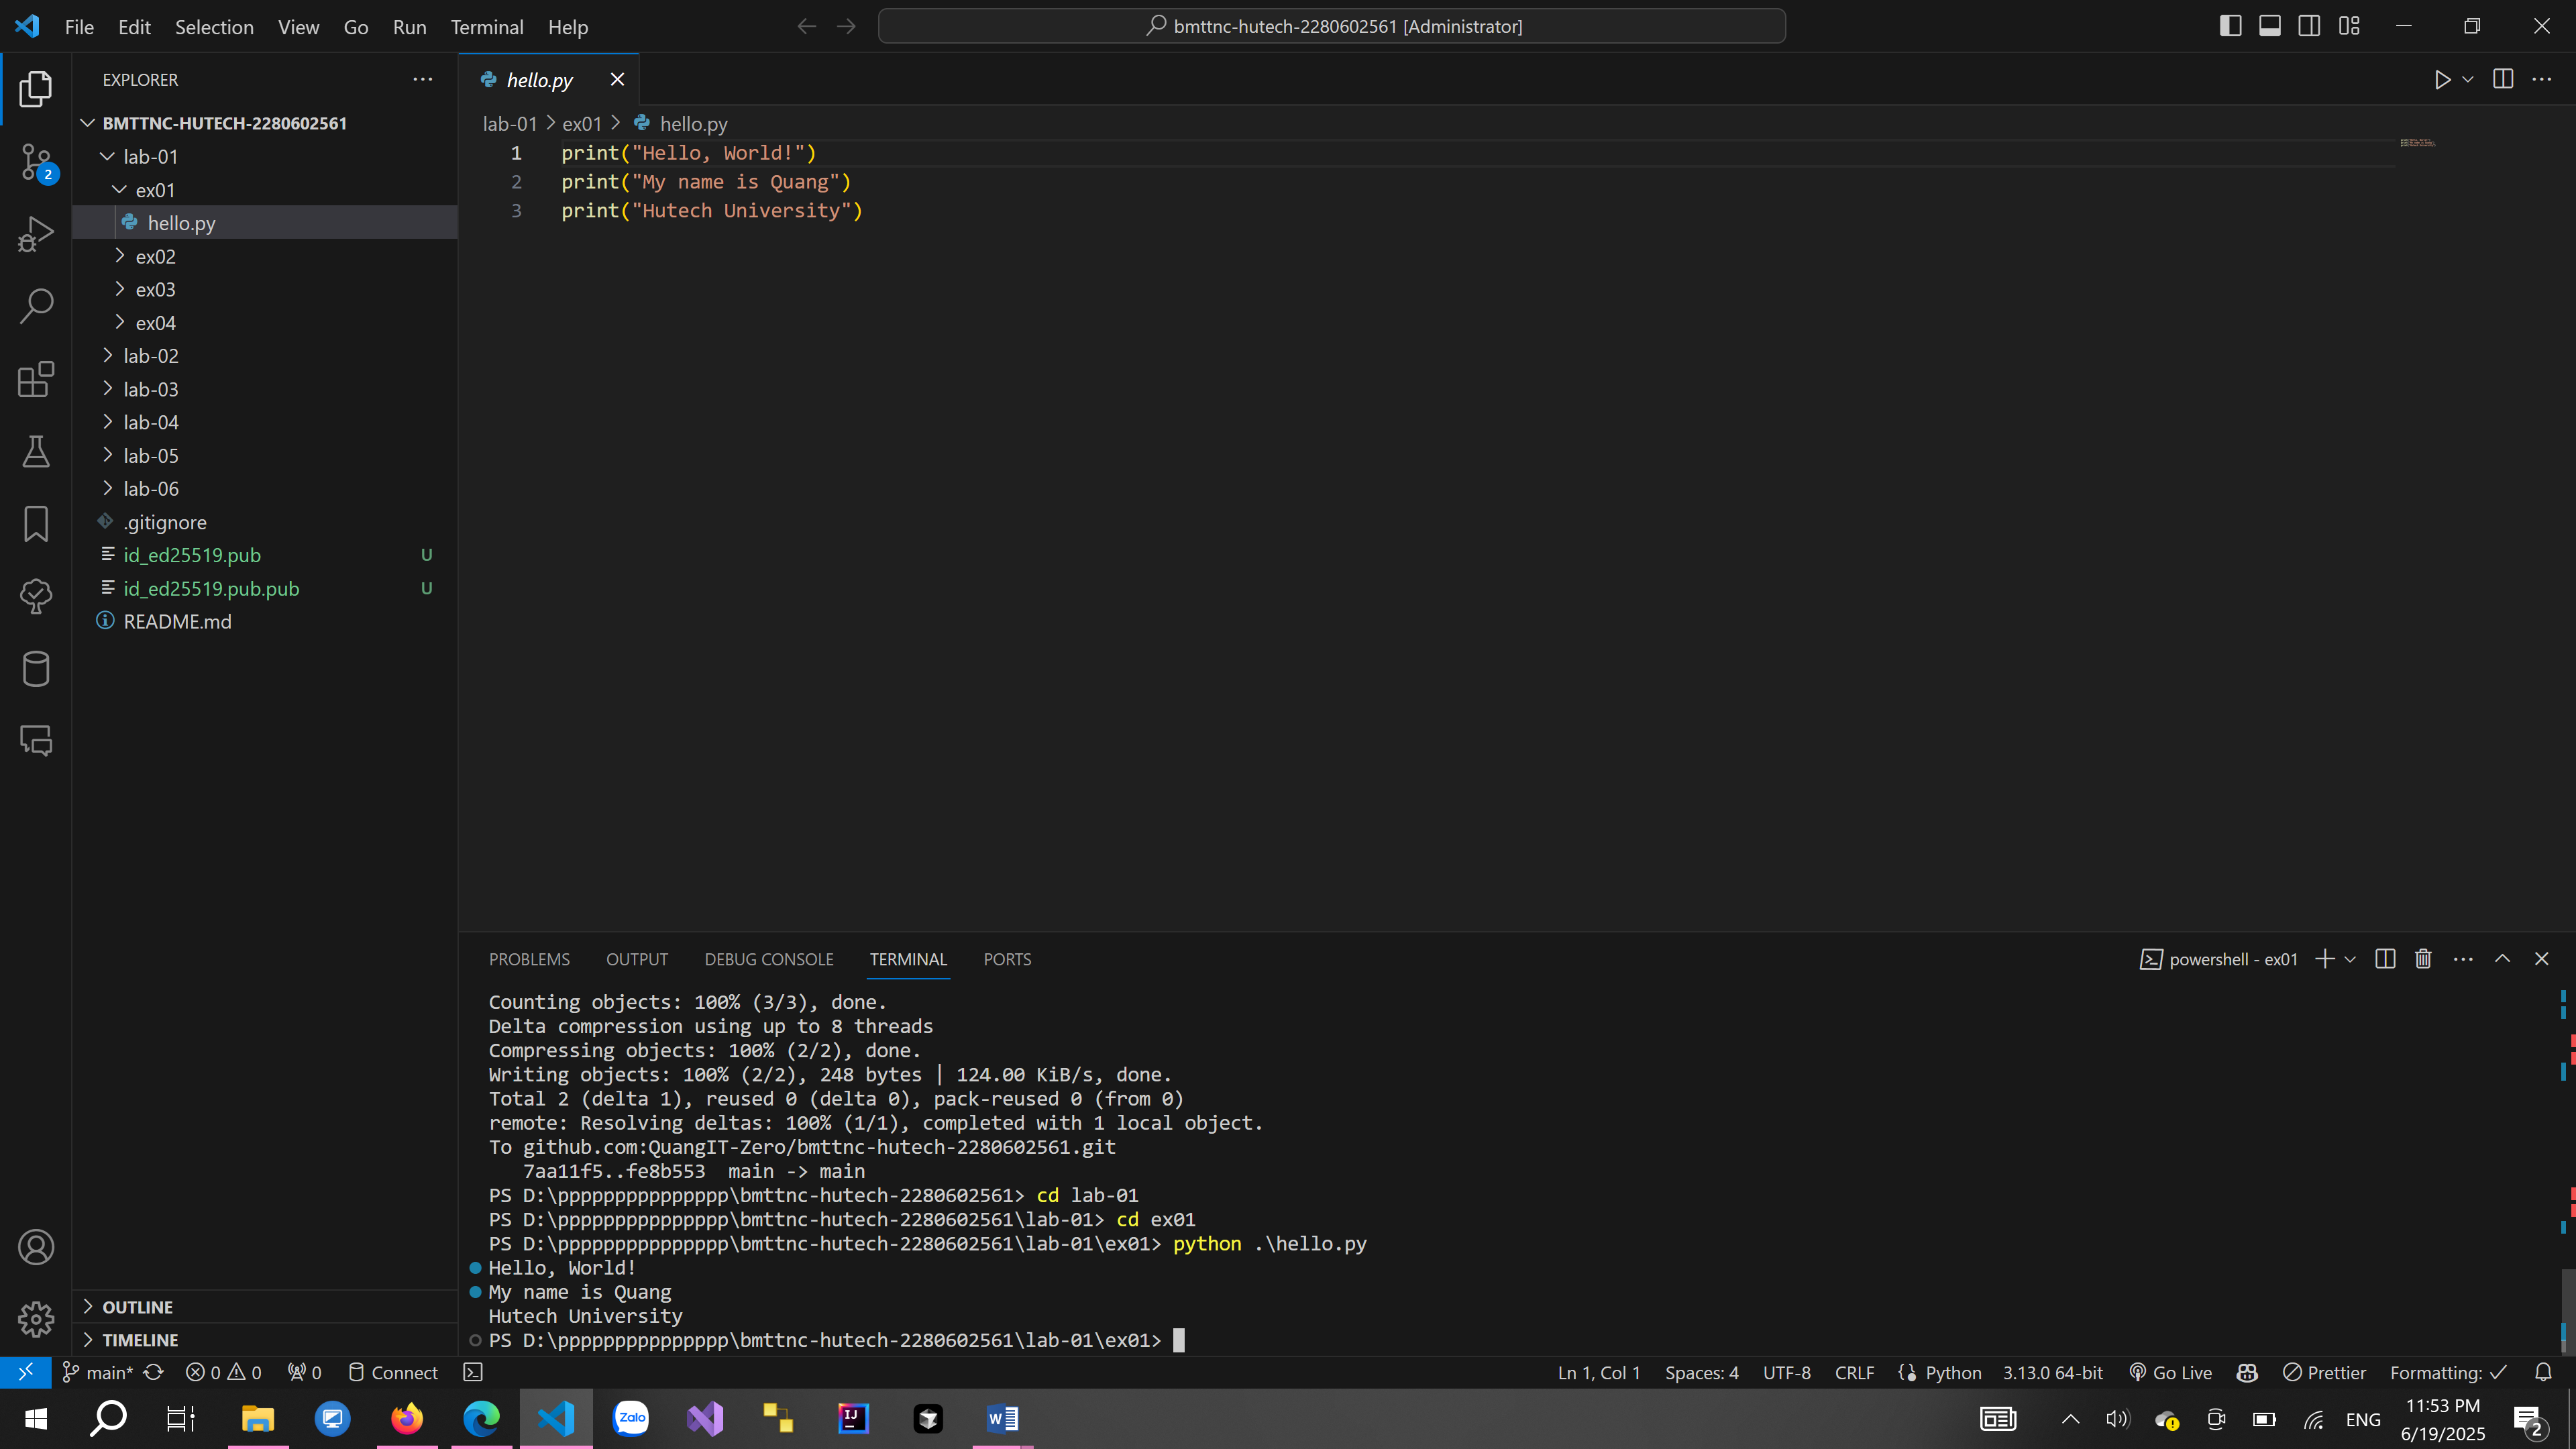 File Edit Selection View Go Run Terminal Help
bmttnc-hutech-2280602561 [Administrator]
EXPLORER
BMTTNC-HUTECH-2280602561
lab-01
ex01
hello.py
ex02
ex03
ex04
lab-02
lab-03
lab-04
lab-05
lab-06
.gitignore
id_ed25519.pub U
id_ed25519.pub.pub U
README.md
OUTLINE
TIMELINE
2
hello.py
lab-01 > ex01 > hello.py
1 print("Hello, World!")
2 print("My name is Quang")
3 print("Hutech University")
PROBLEMS OUTPUT DEBUG CONSOLE TERMINAL PORTS
powershell - ex01
Counting objects: 100% (3/3), done.
Delta compression using up to 8 threads
Compressing objects: 100% (2/2), done.
Writing objects: 100% (2/2), 248 bytes | 124.00 KiB/s, done.
Total 2 (delta 1), reused 0 (delta 0), pack-reused 0 (from 0)
remote: Resolving deltas: 100% (1/1), completed with 1 local object.
To github.com:QuangIT-Zero/bmttnc-hutech-2280602561.git
7aa11f5..fe8b553  main -> main
PS D:\ppppppppppppppp\bmttnc-hutech-2280602561> cd lab-01
PS D:\ppppppppppppppp\bmttnc-hutech-2280602561\lab-01> cd ex01
PS D:\ppppppppppppppp\bmttnc-hutech-2280602561\lab-01\ex01> python .\hello.py
Hello, World!
My name is Quang
Hutech University
PS D:\ppppppppppppppp\bmttnc-hutech-2280602561\lab-01\ex01>
main* 0 0 0 Connect Ln 1, Col 1 Spaces: 4 UTF-8 CRLF Python 3.13.0 64-bit Go Live Prettier Formatting:
Zalo
IJ
W
ENG
11:53 PM
6/19/2025
2